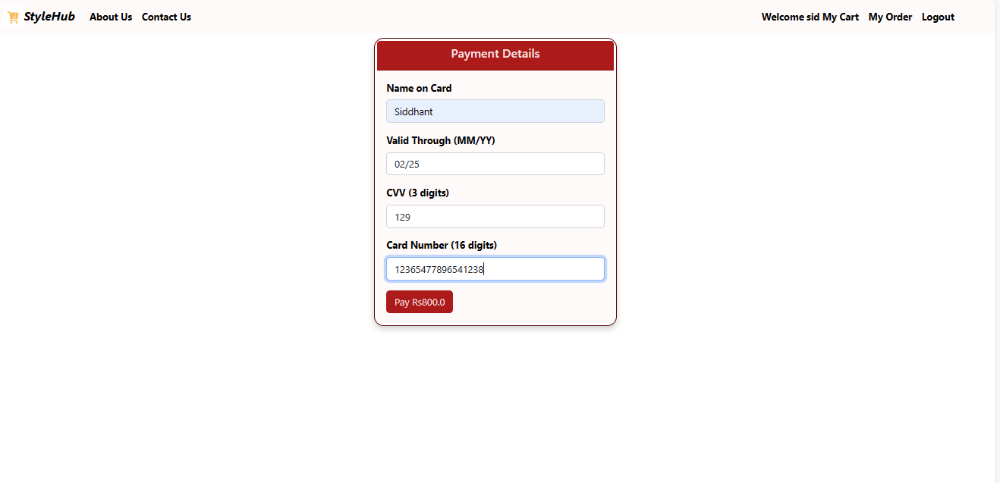 StyleHub About Us Contact Us Welcome sid My Cart My Order Logout
Payment Details
Name on Card
Siddhant
Valid Through (MM/YY)
02/25
CVV (3 digits)
129
Card Number (16 digits)
12365477896541238
Pay Rs800.0